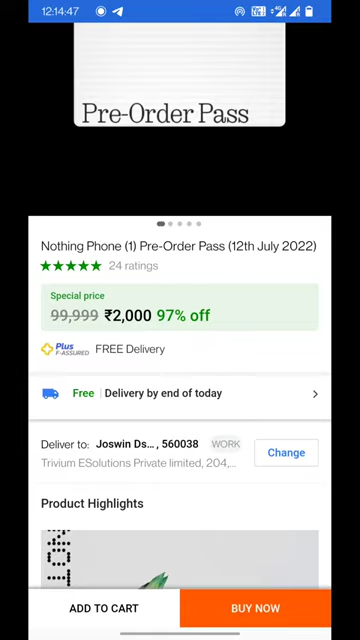 12:14:47
Pre-Order Pass
Nothing Phone (1) Pre-Order Pass (12th July 2022)
24 ratings
Special price
99,999 ₹2,000 97% off
Plus
F-ASSURED
FREE Delivery
Free Delivery by end of today
Deliver to: Joswin Ds... , 560038 WORK
Trivium ESolutions Private limited, 204,...
Change
Product Highlights
ADD TO CART
BUY NOW